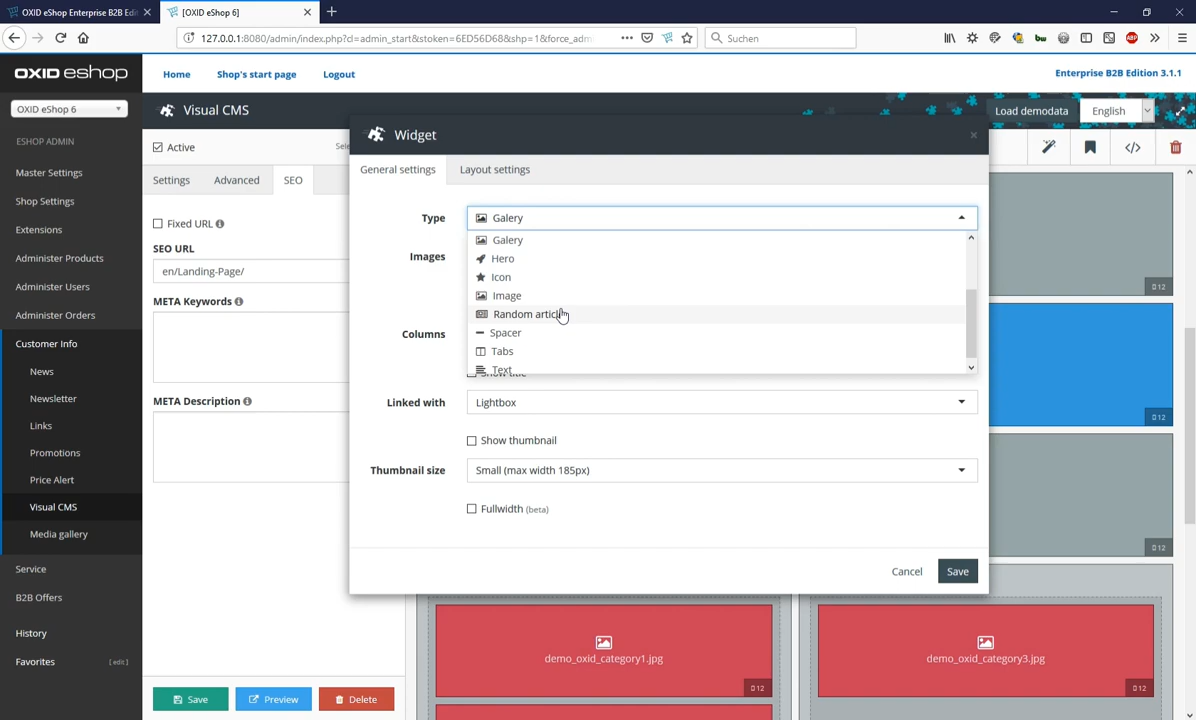 OXID eShop Enterprise B2B Edi
[OXID eShop 6]
127.0.0.1:8080/admin/index.php?cl=admin_start&stoken=6ED56D68&shp=1&force_adm
Suchen
OXID eshop
Home
Shop's start page
Logout
Enterprise B2B Edition 3.1.1
OXID eShop 6
Visual CMS
Load demodata
English
ESHOP ADMIN
Master Settings
Shop Settings
Extensions
Administer Products
Administer Users
Administer Orders
Customer Info
News
Newsletter
Links
Promotions
Price Alert
Visual CMS
Media gallery
Service
B2B Offers
History
Favorites
[edit]
Active
Settings
Advanced
SEO
Fixed URL
SEO URL
en/Landing-Page/
META Keywords
META Description
Save
Preview
Delete
Widget
General settings
Layout settings
Type
Galery
Galery
Hero
Icon
Image
Random article
Spacer
Tabs
Text
Images
Columns
Show title
Linked with
Lightbox
Show thumbnail
Thumbnail size
Small (max width 185px)
Fullwidth (beta)
Cancel
Save
12
12
12
demo_oxid_category1.jpg
12
demo_oxid_category3.jpg
12